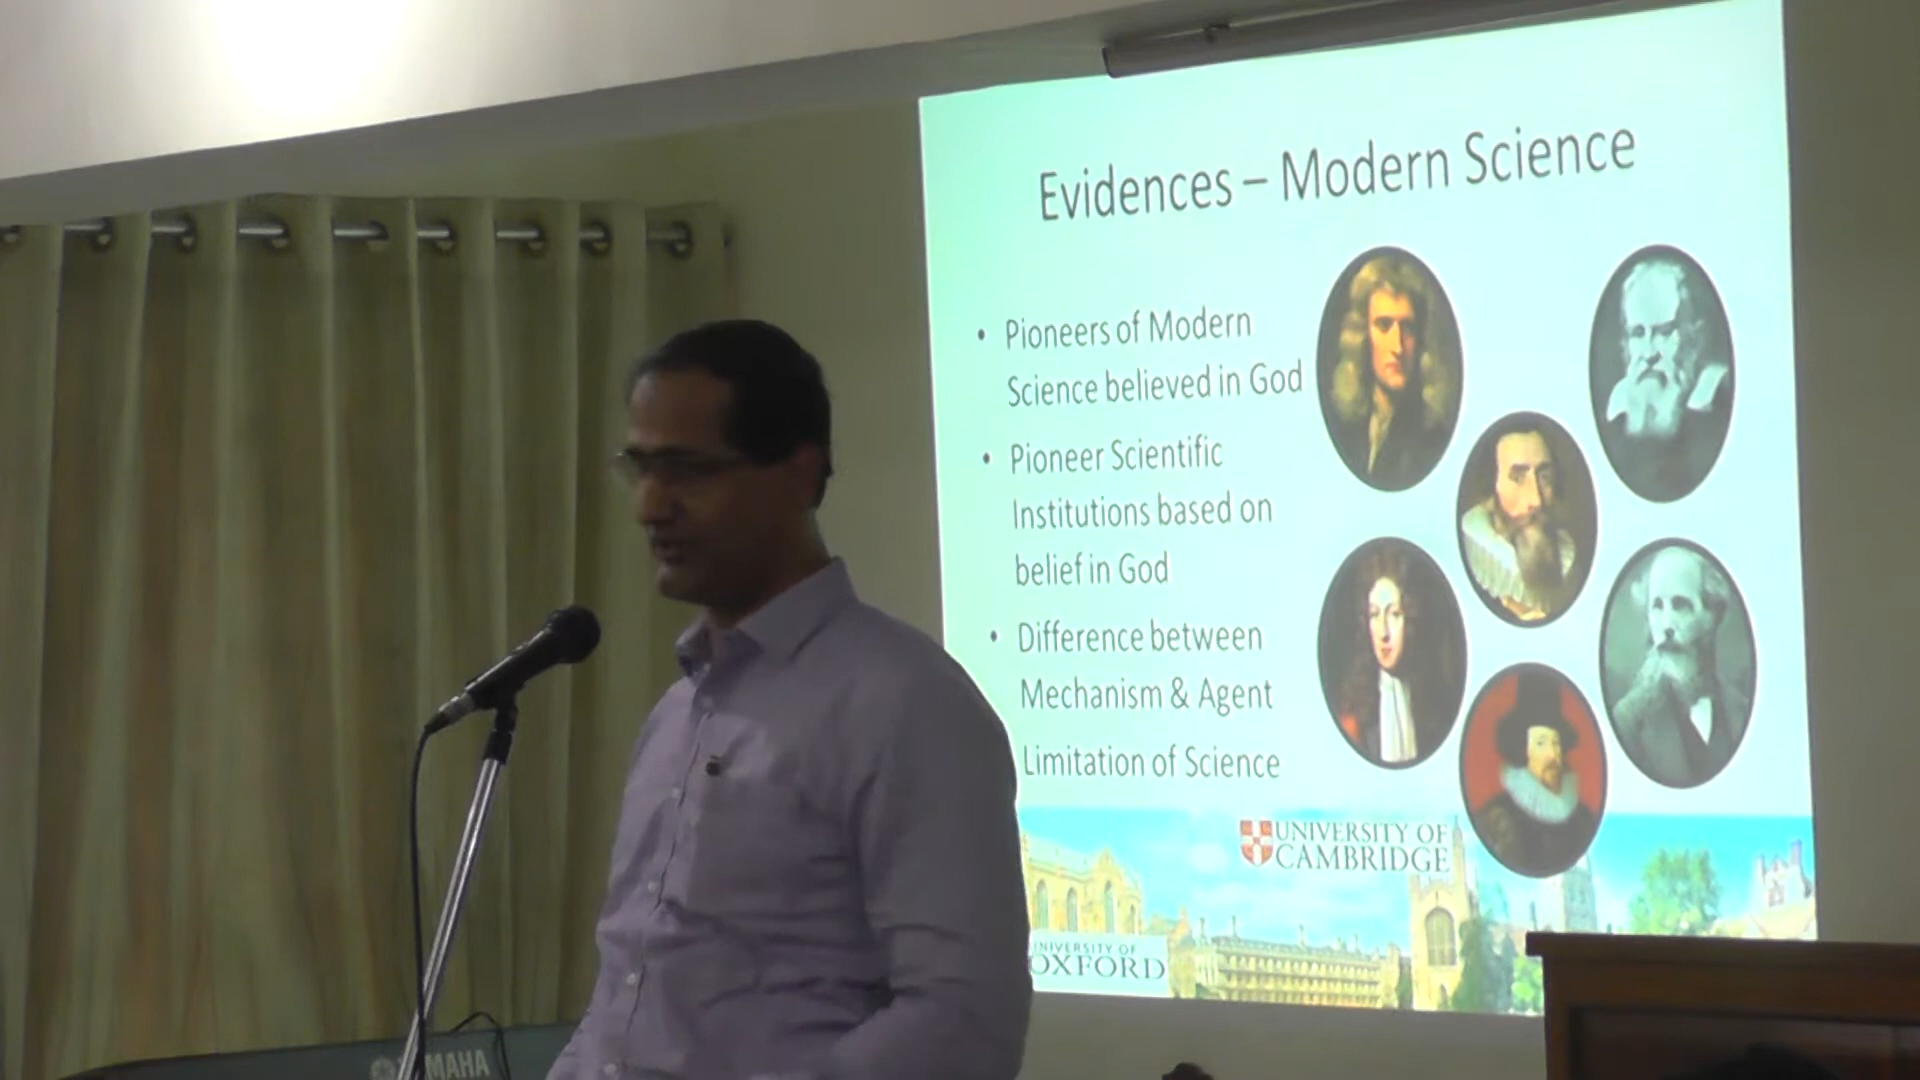 Evidences – Modern Science
• Pioneers of Modern
Science believed in God
• Pioneer Scientific
Institutions based on
belief in God
• Difference between
Mechanism & Agent
Limitation of Science
UNIVERSITY OF
CAMBRIDGE
UNIVERSITY OF
OXFORD
YAMAHA